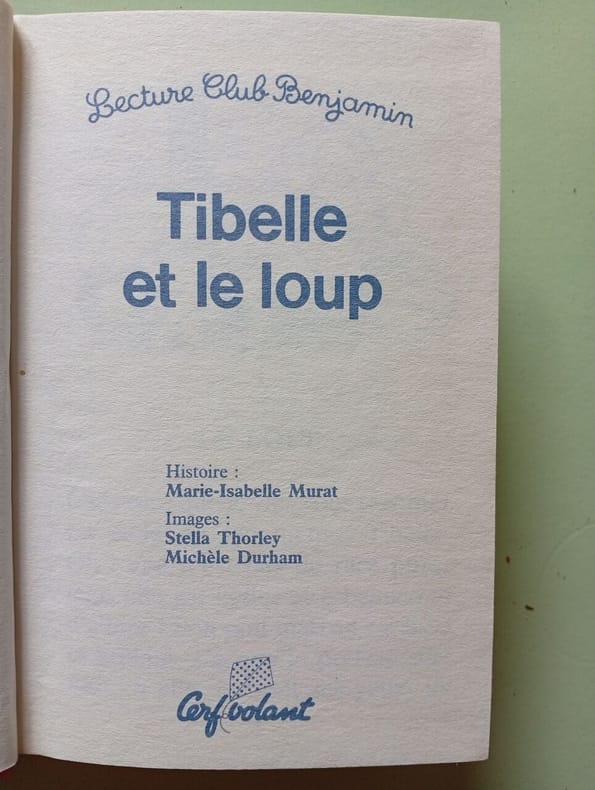 Lecture Club Benjamin
Tibelle
et le loup
Histoire :
Marie-Isabelle Murat
Images :
Stella Thorley
Michèle Durham
Cerf volant